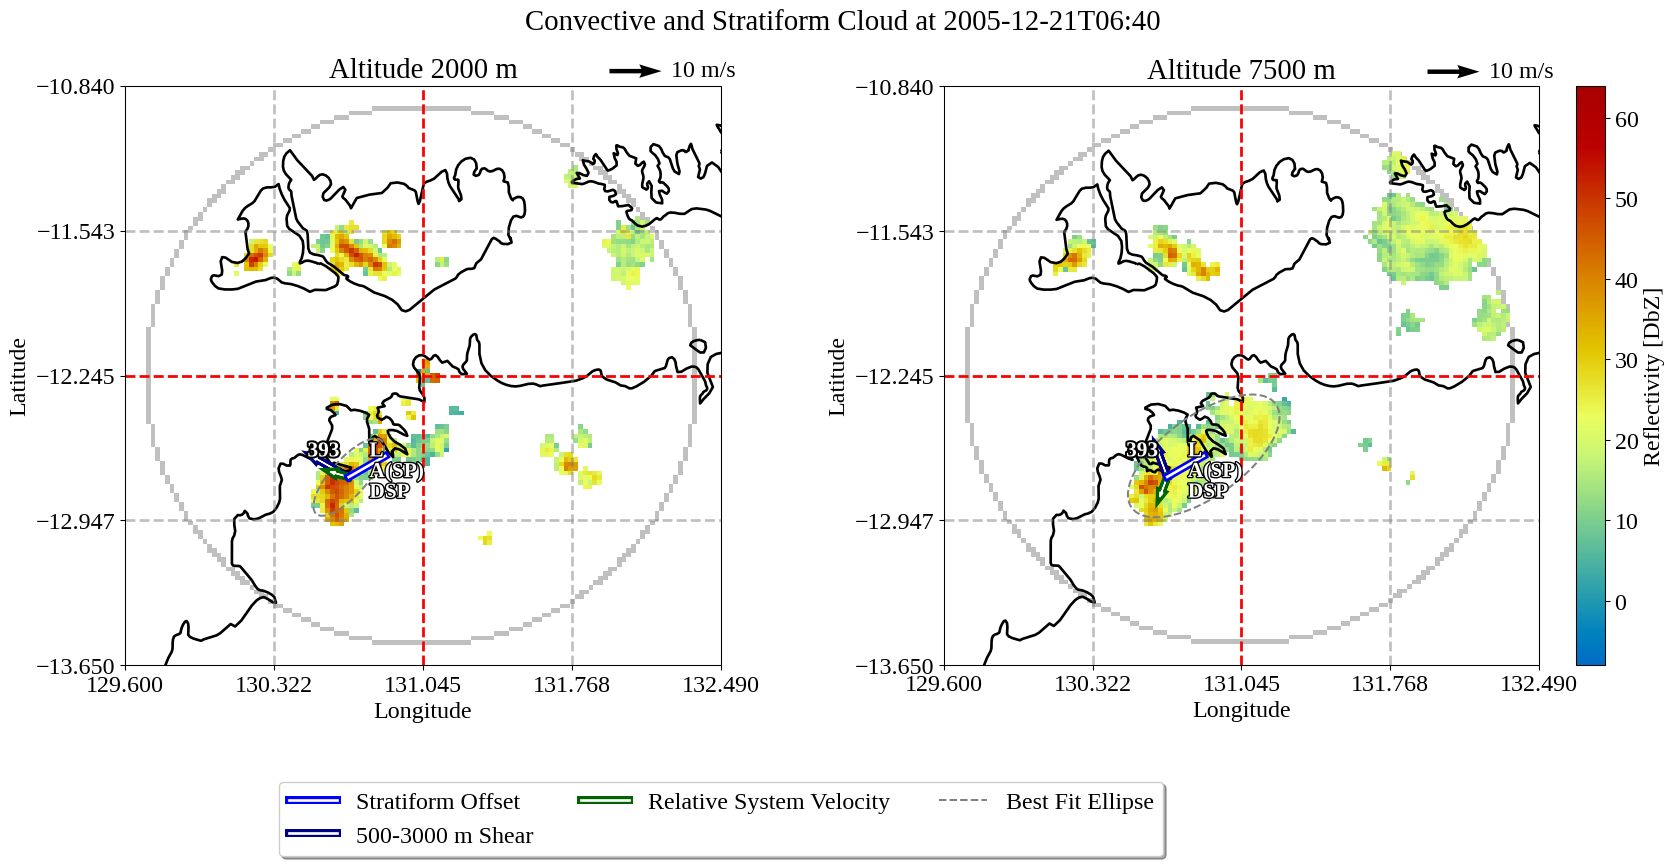 Convective and Stratiform Cloud at 2005-12-21T06:40
Altitude 2000 m
10 m/s
Altitude 7500 m
10 m/s
−10.840
−11.543
−12.245
−12.947
−13.650
Latitude
129.600
130.322
131.045
131.768
132.490
Longitude
393
L
A(SP)
DSP
−10.840
−11.543
−12.245
−12.947
−13.650
Latitude
129.600
130.322
131.045
131.768
132.490
Longitude
393
L
A(SP)
DSP
60
50
40
30
20
10
0
Reflectivity [DbZ]
Stratiform Offset
Relative System Velocity
Best Fit Ellipse
500-3000 m Shear